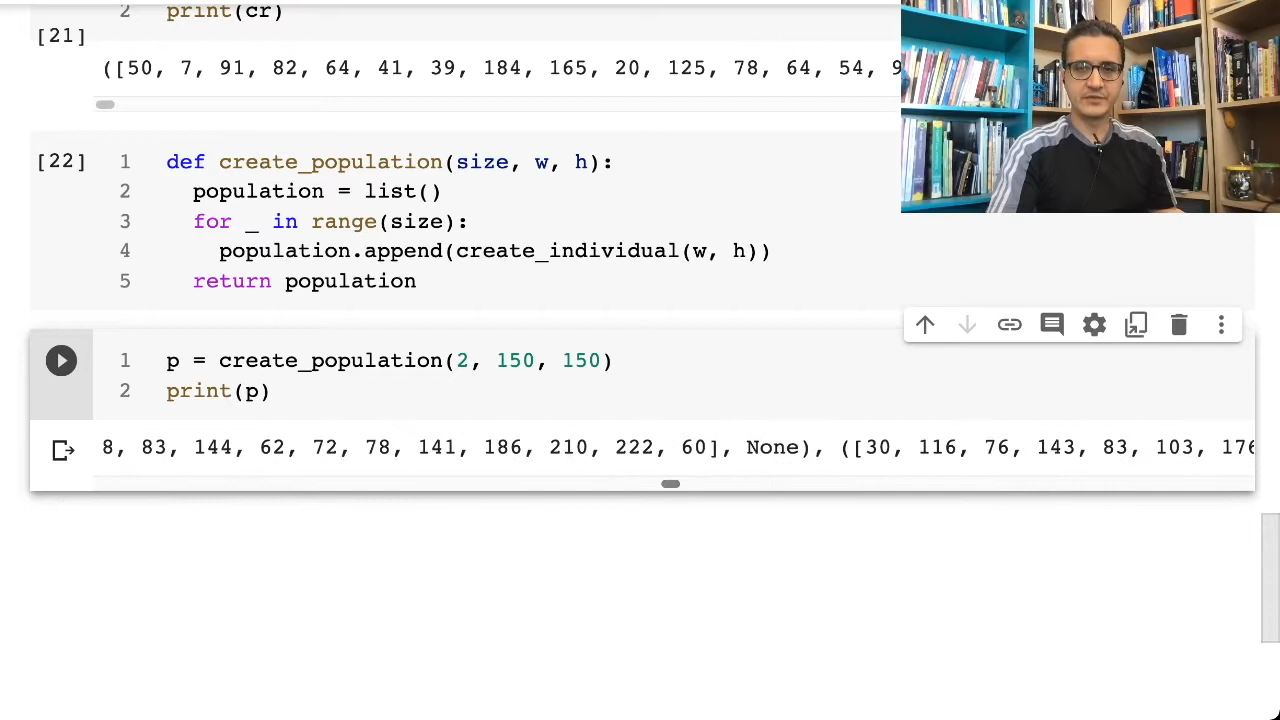 2 print(cr)
[21]
([50, 7, 91, 82, 64, 41, 39, 184, 165, 20, 125, 78, 64, 54, 9
[22] 1 def create_population(size, w, h):
2 population = list()
3 for _ in range(size):
4 population.append(create_individual(w, h))
5 return population
1 p = create_population(2, 150, 150)
2 print(p)
8, 83, 144, 62, 72, 78, 141, 186, 210, 222, 60], None), ([30, 116, 76, 143, 83, 103, 176